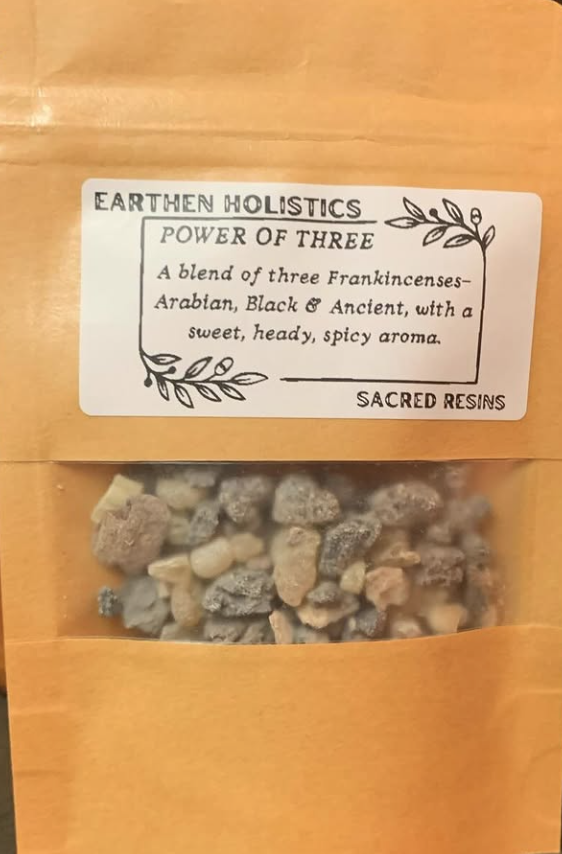 EARTHEN HOLISTICS
POWER OF THREE
A blend of three Frankincenses-
Arabian, Black & Ancient, with a
sweet, heady, spicy aroma.
SACRED RESINS